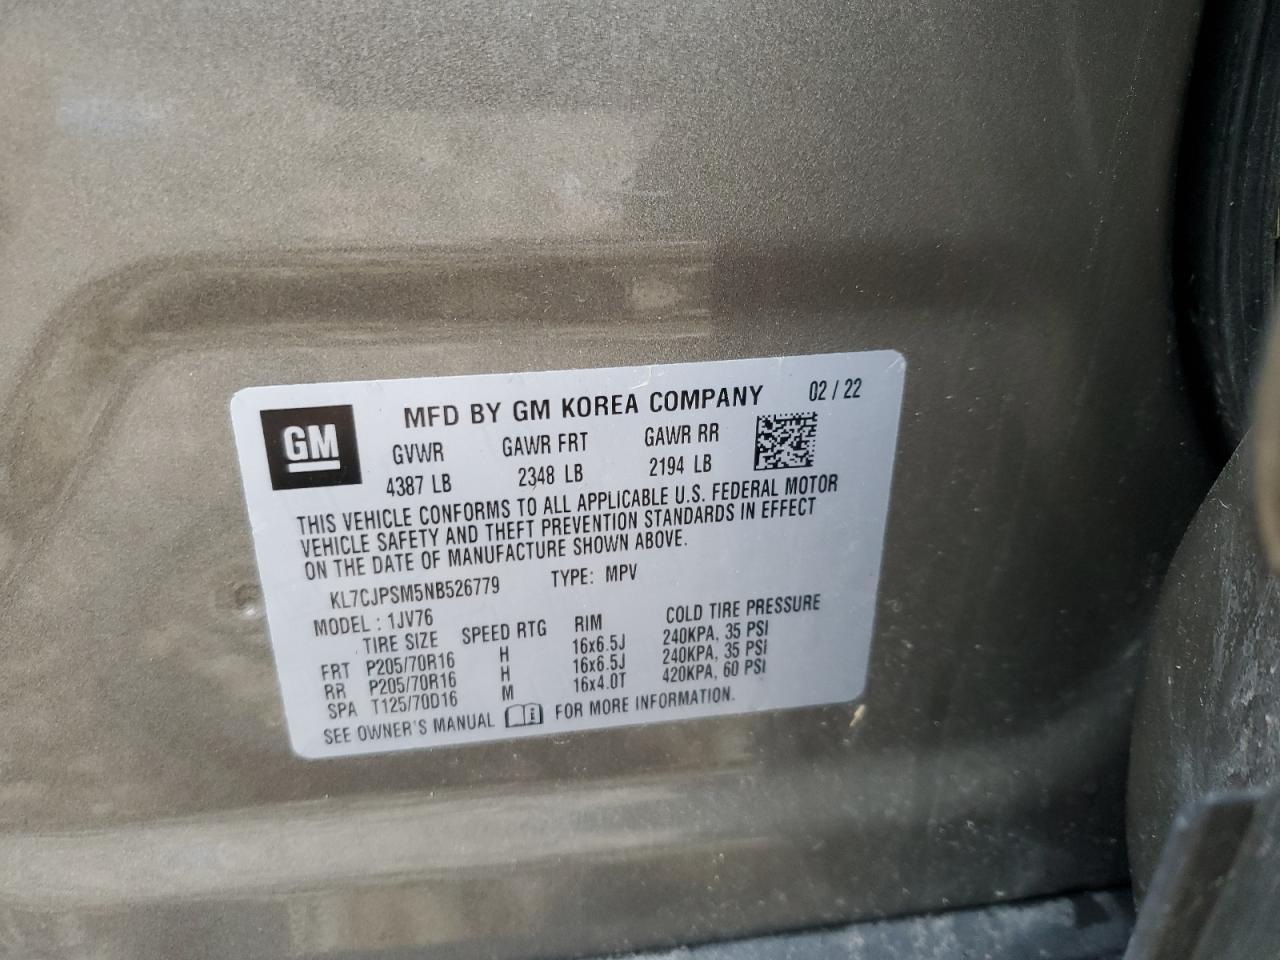 MFD BY GM KOREA COMPANY 02 / 22
GM
GVWR GAWR FRT GAWR RR
4387 LB 2348 LB 2194 LB
THIS VEHICLE CONFORMS TO ALL APPLICABLE U.S. FEDERAL MOTOR
VEHICLE SAFETY AND THEFT PREVENTION STANDARDS IN EFFECT
ON THE DATE OF MANUFACTURE SHOWN ABOVE.
KL7CJPSM5NB526779 TYPE: MPV
MODEL : 1JV76
TIRE SIZE SPEED RTG RIM COLD TIRE PRESSURE
FRT P205/70R16 H 16x6.5J 240KPA, 35 PSI
RR P205/70R16 H 16x6.5J 240KPA, 35 PSI
SPA T125/70D16 M 16x4.0T 420KPA, 60 PSI
SEE OWNER'S MANUAL FOR MORE INFORMATION.